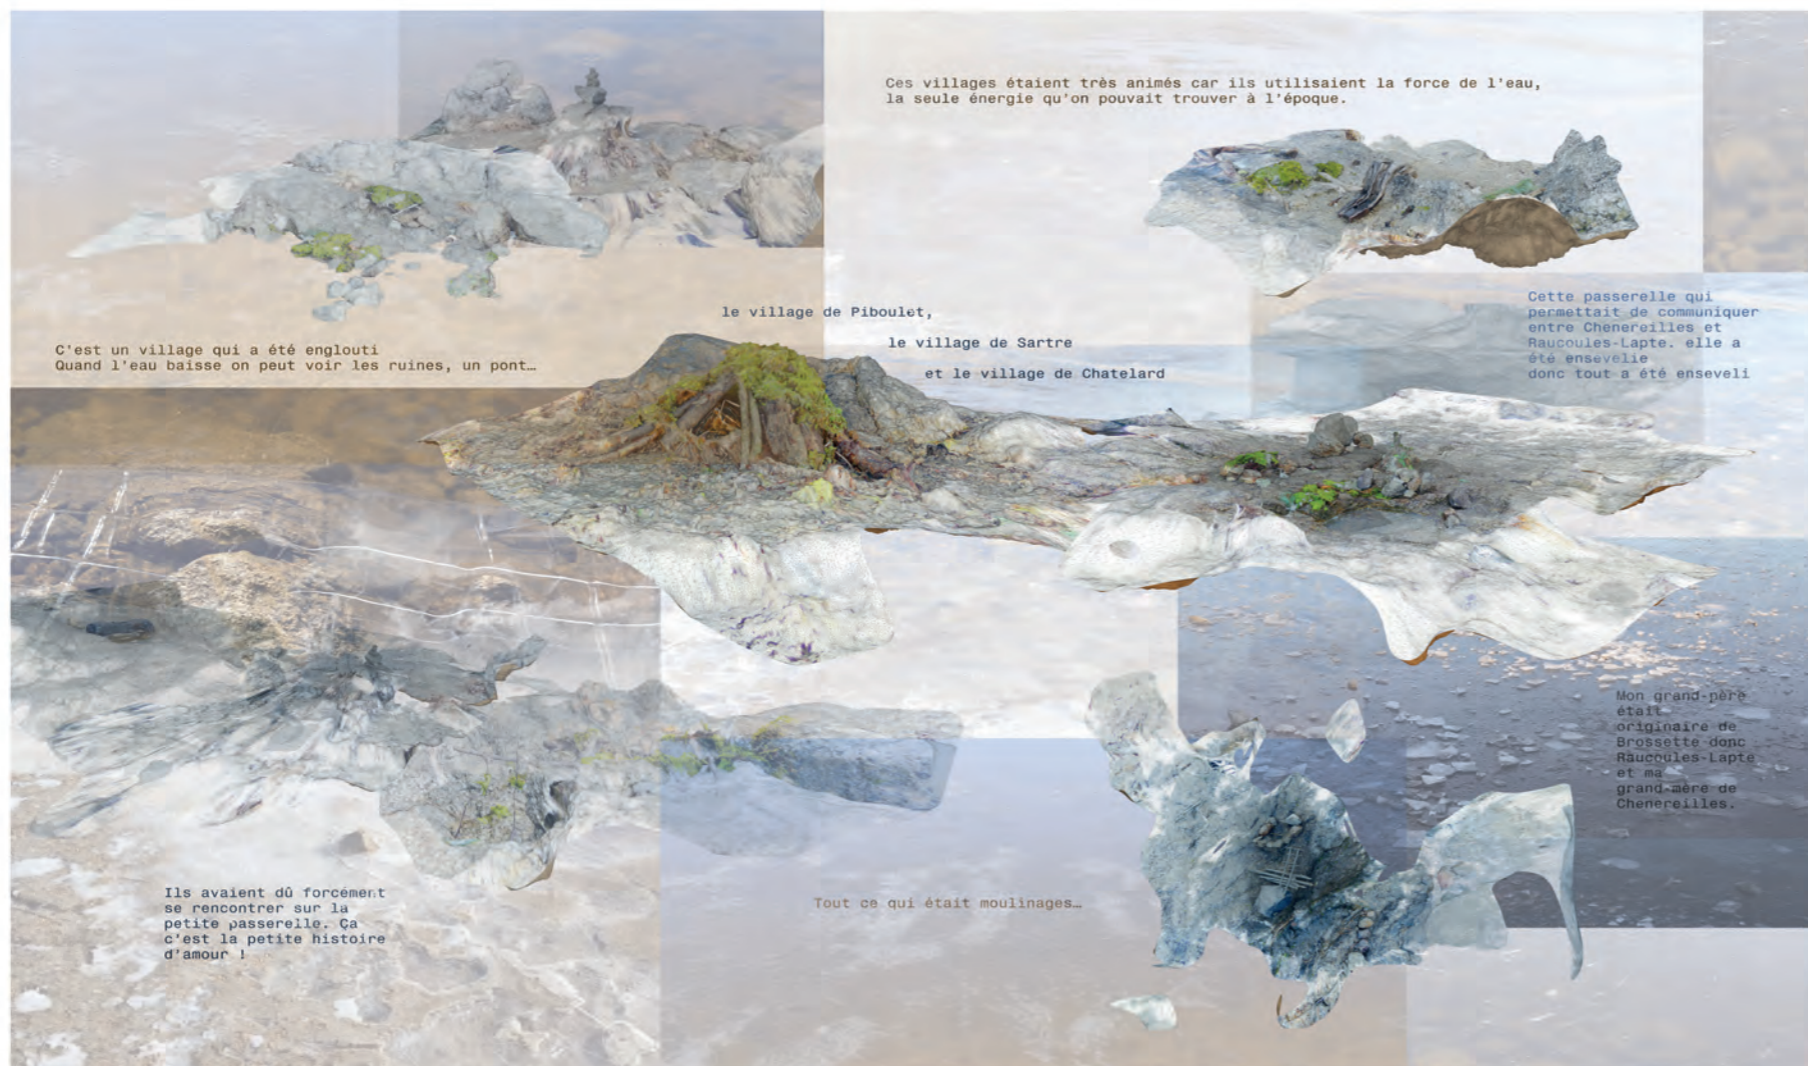 Ces villages étaient très animés car ils utilisaient la force de l'eau,
la seule énergie qu'on pouvait trouver à l'époque.
le village de Piboulet,
le village de Sartre
et le village de Chatelard
Cette passerelle qui
permettait de communiquer
entre Chenereilles et
Raucoules-Lapte. elle a
été ensevelie
donc tout a été enseveli
C'est un village qui a été englouti
Quand l'eau baisse on peut voir les ruines, un pont…
Mon grand-père
était
originaire de
Brossette donc
Raucoules-Lapte
et ma
grand-mère de
Chenereilles.
Ils avaient dû forcément
se rencontrer sur la
petite passerelle. Ça
c'est la petite histoire
d'amour !
Tout ce qui était moulinages…